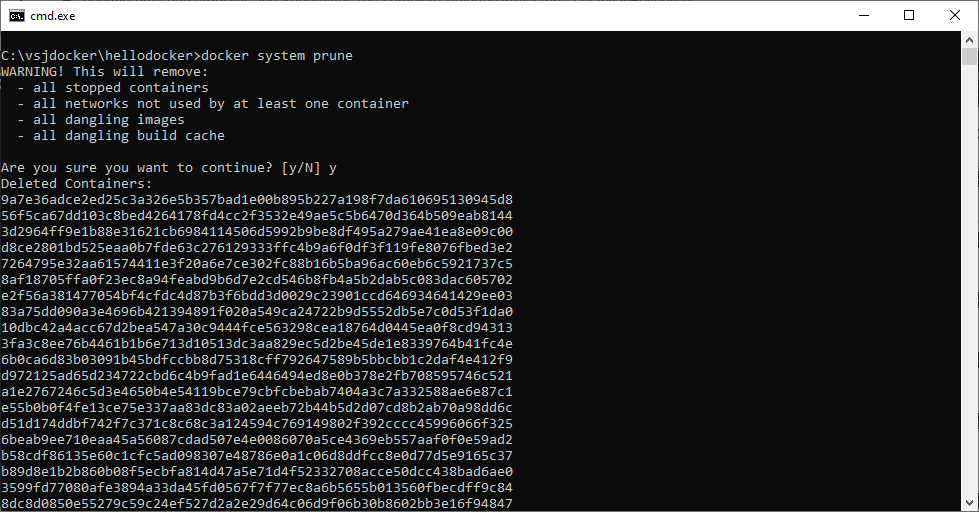 cmd.exe
C:\vsjdocker\hellodocker>docker system prune
WARNING! This will remove:
  - all stopped containers
  - all networks not used by at least one container
  - all dangling images
  - all dangling build cache
Are you sure you want to continue? [y/N] y
Deleted Containers:
9a7e36adce2ed25c3a326e5b357bad1e00b895b227a198f7da610695130945d8
56f5ca67dd103c8bed4264178fd4cc2f3532e49ae5c5b6470d364b509eab8144
3d2964ff9e1b88e31621cb6984114506d5992b9be8df495a279ae41ea8e09c00
d8ce2801bd525eaa0b7fde63c276129333ffc4b9a6f0df3f119fe8076fbed3e2
7264795e32aa61574411e3f20a6e7ce302fc88b16b5ba96ac60eb6c5921737c5
8af18705ffa0f23ec8a94feabd9b6d7e2cd546b8fb4a5b2dab5c083dac605702
e2f56a381477054bf4cfdc4d87b3f6bdd3d0029c23901ccd646934641429ee03
83a75dd090a3e4696b421394891f020a549ca24722b9d5552db5e7c0d53f1da0
10dbc42a4acc67d2bea547a30c9444fce563298cea18764d0445ea0f8cd94313
3fa3c8ee76b4461b1b6e713d10513dc3aa829ec5d2be45de1e8339764b41fc4e
6b0ca6d83b03091b45bdfccbb8d75318cff792647589b5bbcbb1c2daf4e412f9
d972125ad65d234722cbd6c4b9fad1e6446494ed8e0b378e2fb708595746c521
a1e2767246c5d3e4650b4e54119bce79cbfcbebab7404a3c7a332588ae6e87c1
e55b0b0f4fe13ce75e337aa83dc83a02aeeb72b44b5d2d07cd8b2ab70a98dd6c
d51d174ddbf742f7c371c8c68c3a124594c769149802f392cccc45996066f325
6beab9ee710eaa45a56087cdad507e4e0086070a5ce4369eb557aaf0f0e59ad2
b58cdf86135e60c1cfc5ad098307e48786e0a1c06d8ddfcc8e0d77d5e9165c37
b89d8e1b2b860b08f5ecbfa814d47a5e71d4f52332708acce50dcc438bad6ae0
3599fd77080afe3894a33da45fd0567f7f77ec8a6b5655b013560fbecdff9c84
8dc8d0850e55279c59c24ef527d2a2e29d64c06d9f06b30b8602bb3e16f94847